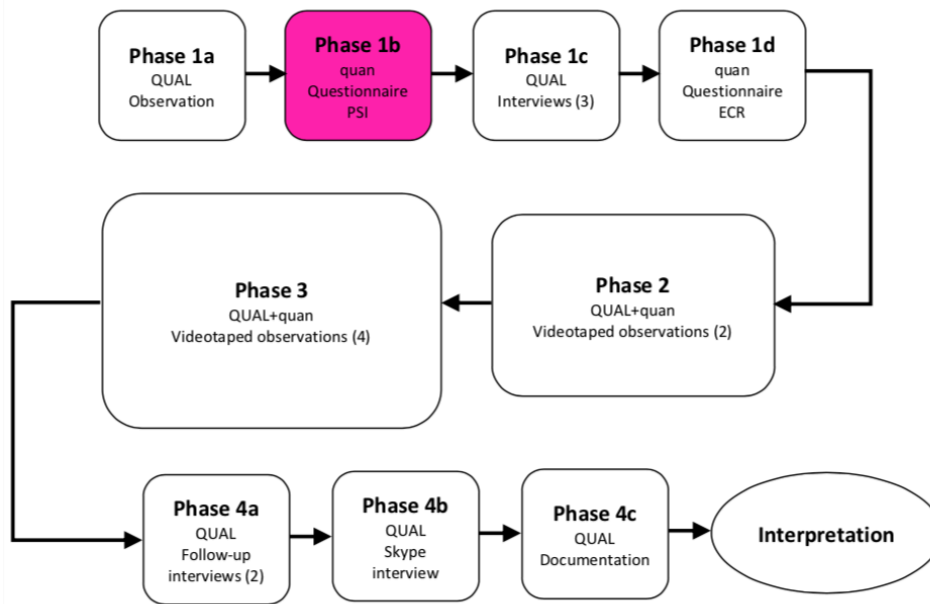 Phase 1a
QUAL
Observation
Phase 1b
quan
Questionnaire
PSI
Phase 1c
QUAL
Interviews (3)
Phase 1d
quan
Questionnaire
ECR
Phase 3
QUAL+quan
Videotaped observations (4)
Phase 2
QUAL+quan
Videotaped observations (2)
Phase 4a
QUAL
Follow-up
interviews (2)
Phase 4b
QUAL
Skype
interview
Phase 4c
QUAL
Documentation
Interpretation